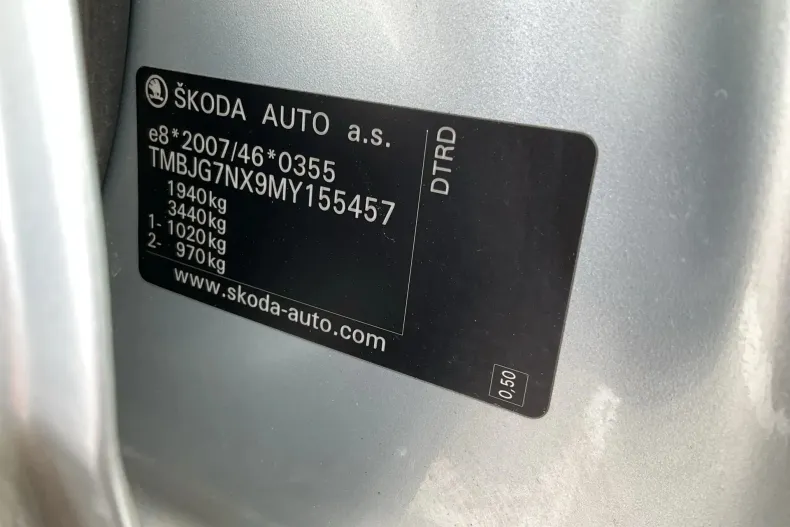 ŠKODA AUTO a.s.
e8*2007/46*0355
TMBJG7NX9MY155457
1940kg
3440kg
1- 1020kg
2- 970kg
www.skoda-auto.com
DTRD
0,50